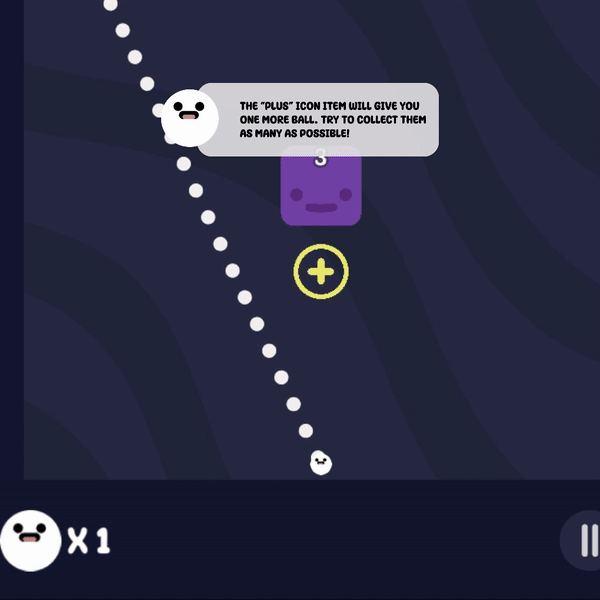 THE "PLUS" ICON ITEM WILL GIVE YOU
ONE MORE BALL. TRY TO COLLECT THEM
AS MANY AS POSSIBLE!
3
X 1